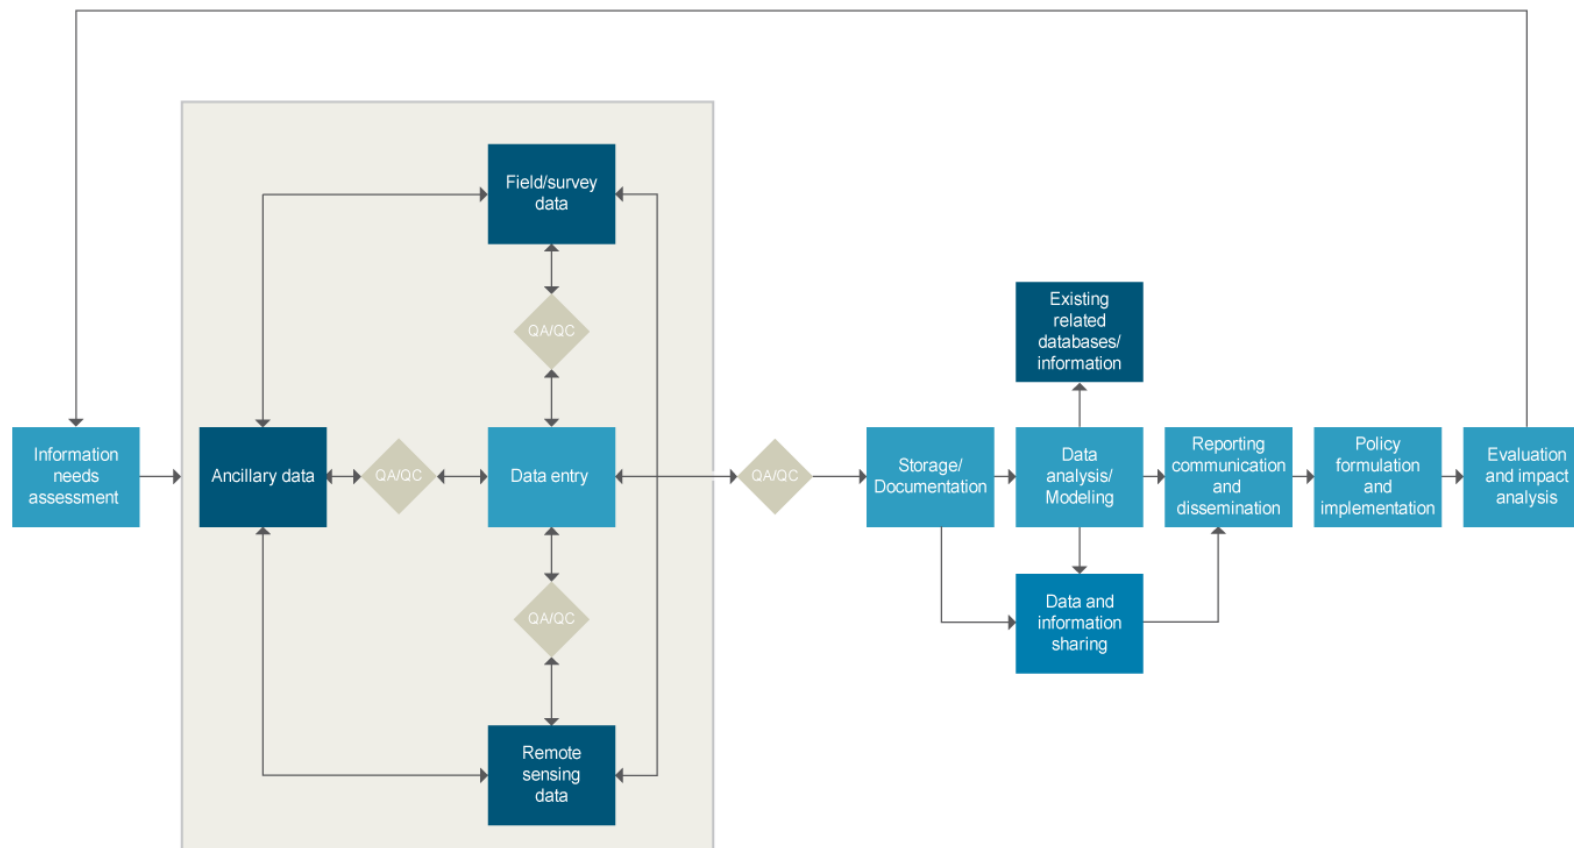 Field/survey
data
QA/QC
Existing
related
databases/
information
Information
needs
assessment
Ancillary data
QA/QC
Data entry
QA/QC
Storage/
Documentation
Data
analysis/
Modeling
Reporting
communication
and
dissemination
Policy
formulation
and
implementation
Evaluation
and impact
analysis
QA/QC
Data and
information
sharing
Remote
sensing
data